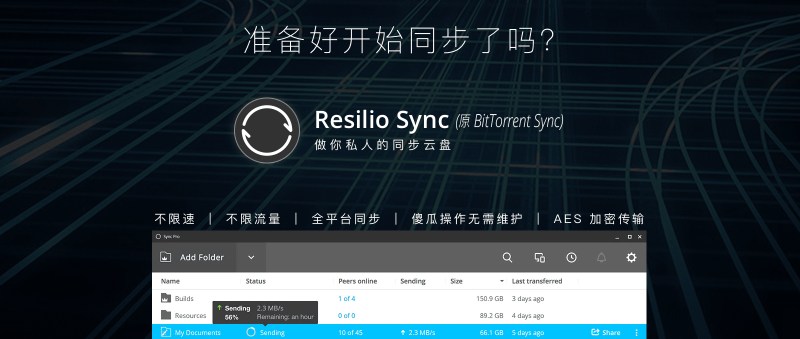 准备好开始同步了吗?
Resilio Sync (原 BitTorrent Sync)
做你私人的同步云盘
不限速 | 不限流量 | 全平台同步 | 傻瓜操作无需维护 | AES 加密传输
Sync Pro
Add Folder
Name Status Peers online Sending Size Last transferred
Builds 1 of 4 150.9 GB 3 days ago
Sending 2.3 MB/s
56% Remaining: an hour
Resources 0 of 0 89.2 GB 4 days ago
My Documents Sending 10 of 45 2.3 MB/s 66.1 GB 5 days ago Share